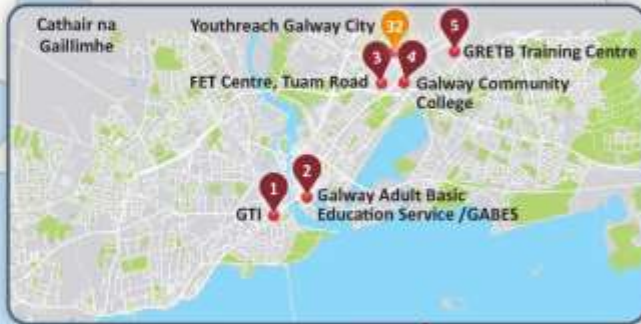 Cathair na
Gaillimhe
Youthreach Galway City
32
5
GRETB Training Centre
3
4
FET Centre, Tuam Road
Galway Community
College
1
2
GTI
Galway Adult Basic
Education Service /GABES